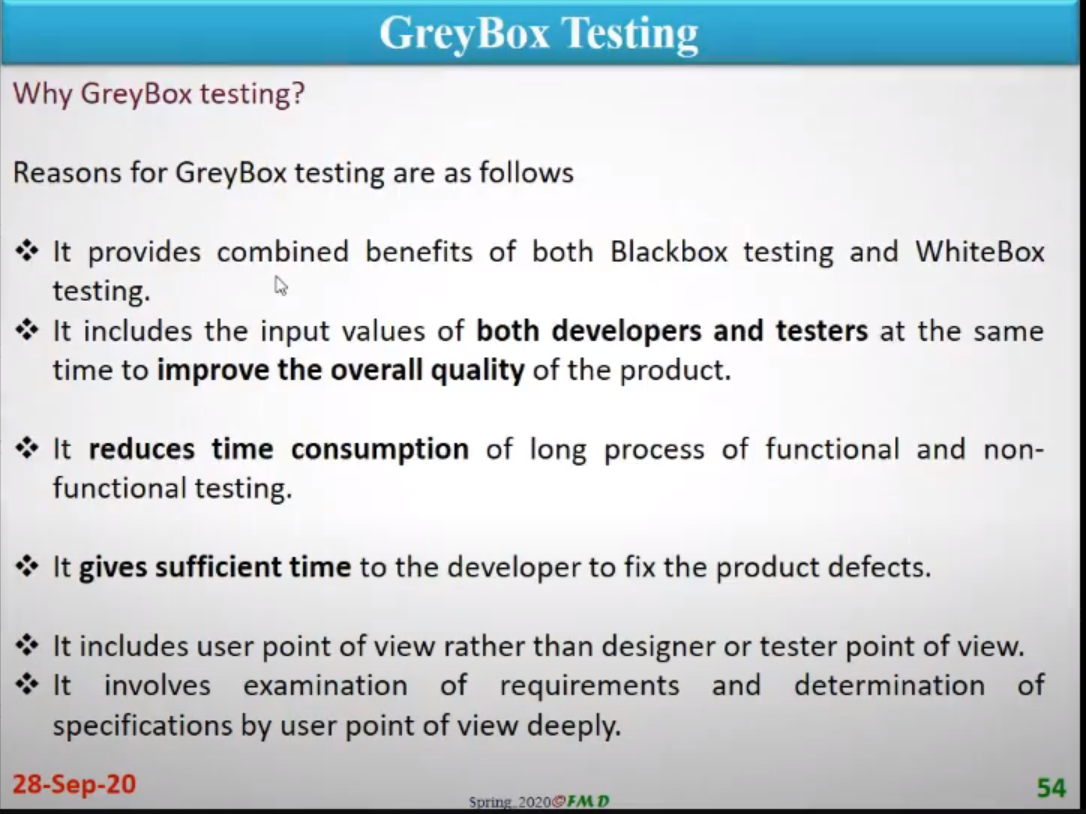 GreyBox Testing
Why GreyBox testing?
Reasons for GreyBox testing are as follows
❖ It provides combined benefits of both Blackbox testing and WhiteBox
testing.
❖ It includes the input values of both developers and testers at the same
time to improve the overall quality of the product.
❖ It reduces time consumption of long process of functional and non-
functional testing.
❖ It gives sufficient time to the developer to fix the product defects.
❖ It includes user point of view rather than designer or tester point of view.
❖ It involves examination of requirements and determination of
specifications by user point of view deeply.
28-Sep-20
Spring_2020©FMD
54